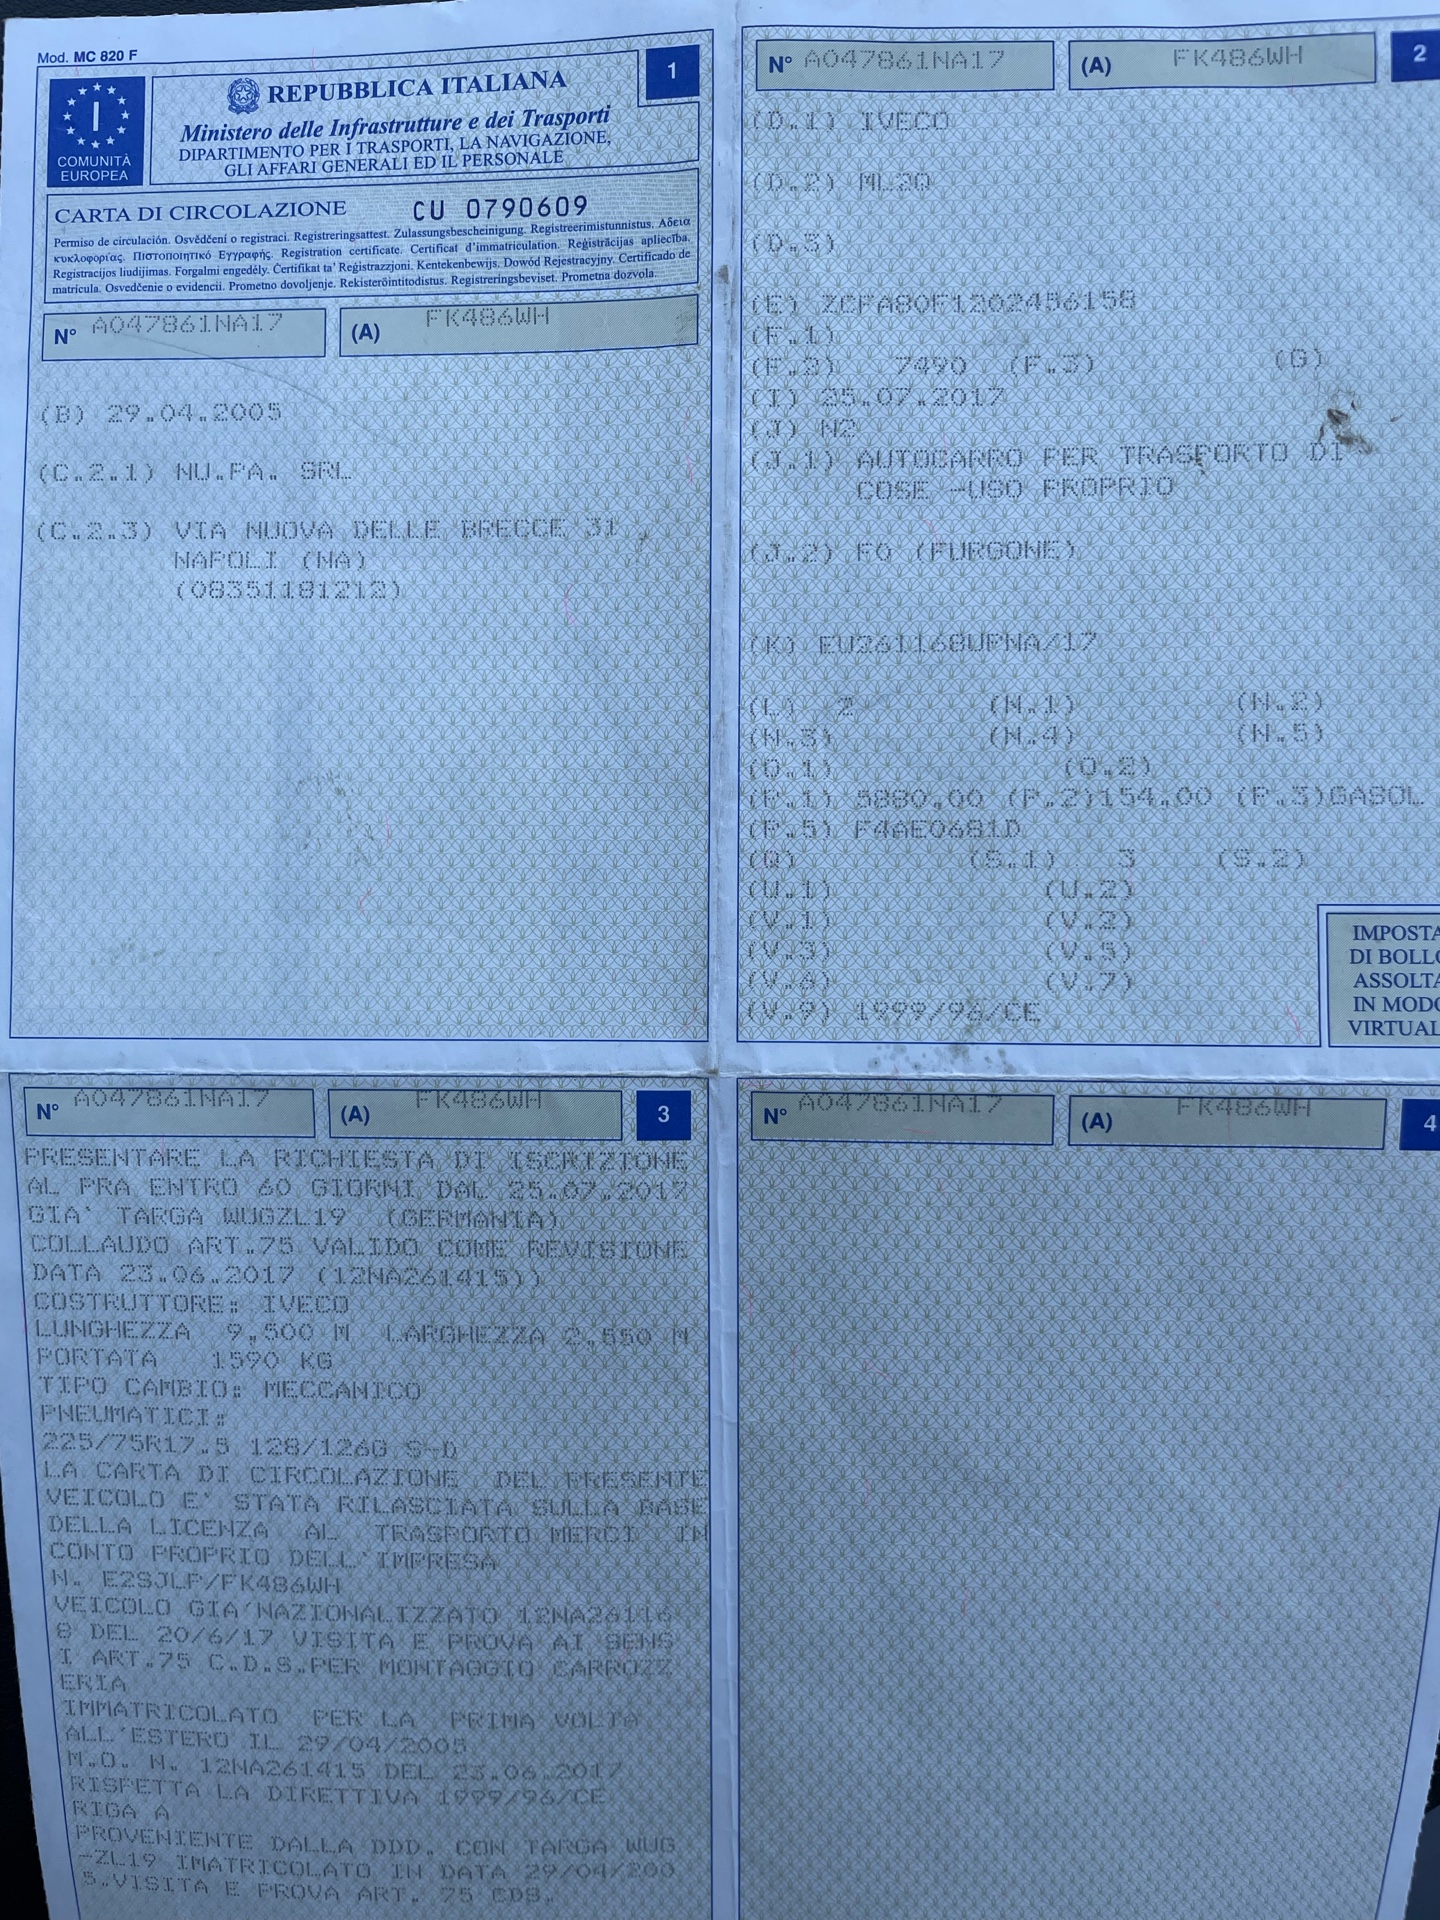 Mod. MC 820 F
I
COMUNITÀ
EUROPEA
REPUBBLICA ITALIANA
1
Ministero delle Infrastrutture e dei Trasporti
DIPARTIMENTO PER I TRASPORTI, LA NAVIGAZIONE,
GLI AFFARI GENERALI ED IL PERSONALE
CARTA DI CIRCOLAZIONE CU 0790609
Permiso de circulación. Osvědčení o registraci. Registreringsattest. Zulassungsbescheinigung. Registreerimistunnistus. Αδεια
κυκλοφορίας. Πιστοποιητικό Εγγραφής. Registration certificate. Certificat d'immatriculation. Reģistrācijas apliecība.
Registracijos liudijimas. Forgalmi engedély. Ċertifikat ta' Reġistrazzjoni. Kentekenbewijs. Dowód Rejestracyjny. Certificado de
matrícula. Osvedčenie o evidencii. Prometno dovoljenje. Rekisteröintitodistus. Registreringsbeviset. Prometna dozvola.
N° A047861NA17 (A) FK486WH
(B) 29.04.2005
(C.2.1) NU.PA. SRL
(C.2.3) VIA NUOVA DELLE BRECCE 31
NAPOLI (NA)
(08351181212)
N° A047861NA17 (A) FK486WH 2
(D.1) IVECO
(D.2) ML80
(D.3)
(E) ZCFA80F1202456158
(F.1)
(F.2) 7490 (F.3) (G)
(I) 25.07.2017
(J) N2
(J.1) AUTOCARRO PER TRASPORTO DI
COSE -USO PROPRIO
(J.2) F0 (FURGONE)
(K) EU261168UPNA/17
(L) 2 (N.1) (N.2)
(N.3) (N.4) (N.5)
(O.1) (O.2)
(P.1) 5880.00 (P.2)154.00 (P.3)GASOL
(P.5) F4AE0681D
(Q) (S.1) 3 (S.2)
(U.1) (U.2)
(V.1) (V.2)
(V.3) (V.5)
(V.6) (V.7)
(V.9) 1999/96/CE
IMPOSTA
DI BOLLO
ASSOLTA
IN MODO
VIRTUAL
N° A047861NA17 (A) FK486WH 3
PRESENTARE LA RICHIESTA DI ISCRIZIONE
AL PRA ENTRO 60 GIORNI DAL 25.07.2017
GIA' TARGA WUGZL19 (GERMANIA)
COLLAUDO ART.75 VALIDO COME REVISIONE
DATA 23.06.2017 (12NA261415))
COSTRUTTORE: IVECO
LUNGHEZZA 9,500 M LARGHEZZA 2,550 M
PORTATA 1590 KG
TIPO CAMBIO: MECCANICO
PNEUMATICI:
225/75R17.5 128/126G S-D
LA CARTA DI CIRCOLAZIONE DEL PRESENTE
VEICOLO E' STATA RILASCIATA SULLA BASE
DELLA LICENZA AL TRASPORTO MERCI IN
CONTO PROPRIO DELL'IMPRESA
N. E2SJLP/FK486WH
VEICOLO GIA'NAZIONALIZZATO 12NA26116
8 DEL 20/6/17 VISITA E PROVA AI SENS
I ART.75 C.D.S.PER MONTAGGIO CARROZZ
ERIA
IMMATRICOLATO PER LA PRIMA VOLTA
ALL'ESTERO IL 29/04/2005
M.O. N. 12NA261415 DEL 23.06.2017
RISPETTA LA DIRETTIVA 1999/96/CE
RIGA A
PROVENIENTE DALLA DDD. CON TARGA WUG
-ZL19 IMATRICOLATO IN DATA 29/04/200
5.VISITA E PROVA ART. 75 CDS.
N° A047861NA17 (A) FK486WH 4